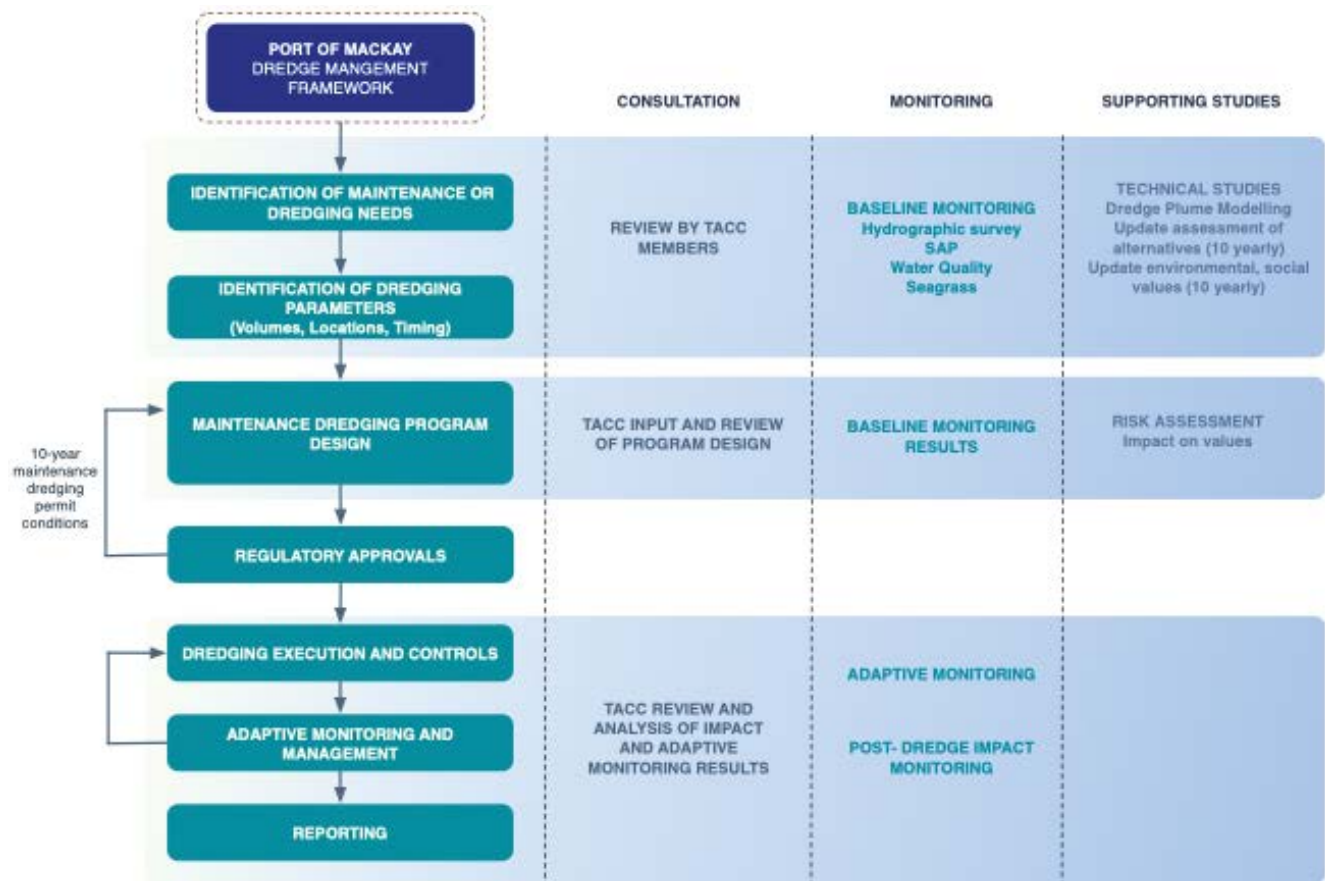 PORT OF MACKAY
DREDGE MANGEMENT
FRAMEWORK
CONSULTATION
MONITORING
SUPPORTING STUDIES
IDENTIFICATION OF MAINTENANCE OR
DREDGING NEEDS
IDENTIFICATION OF DREDGING
PARAMETERS
(Volumes, Locations, Timing)
REVIEW BY TACC
MEMBERS
BASELINE MONITORING
Hydrographic survey
SAP
Water Quality
Seagrass
TECHNICAL STUDIES
Dredge Plume Modelling
Update assessment of
alternatives (10 yearly)
Update environmental, social
values (10 yearly)
10-year
maintenance
dredging
permit
conditions
MAINTENANCE DREDGING PROGRAM
DESIGN
TACC INPUT AND REVIEW
OF PROGRAM DESIGN
BASELINE MONITORING
RESULTS
RISK ASSESSMENT
Impact on values
REGULATORY APPROVALS
DREDGING EXECUTION AND CONTROLS
ADAPTIVE MONITORING AND
MANAGEMENT
REPORTING
TACC REVIEW AND
ANALYSIS OF IMPACT
AND ADAPTIVE
MONITORING RESULTS
ADAPTIVE MONITORING
POST- DREDGE IMPACT
MONITORING